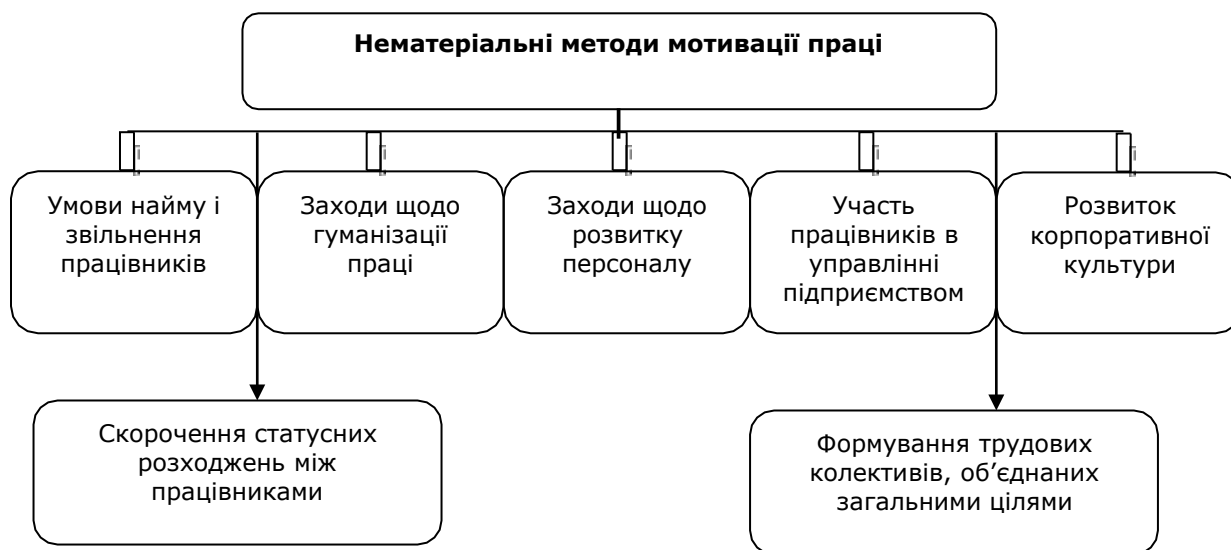 Нематеріальні методи мотивації праці
Умови найму і
звільнення
працівників
Заходи щодо
гуманізації
праці
Заходи щодо
розвитку
персоналу
Участь
працівників в
управлінні
підприємством
Розвиток
корпоративної
культури
Скорочення статусних
розходжень між
працівниками
Формування трудових
колективів, об’єднаних
загальними цілями